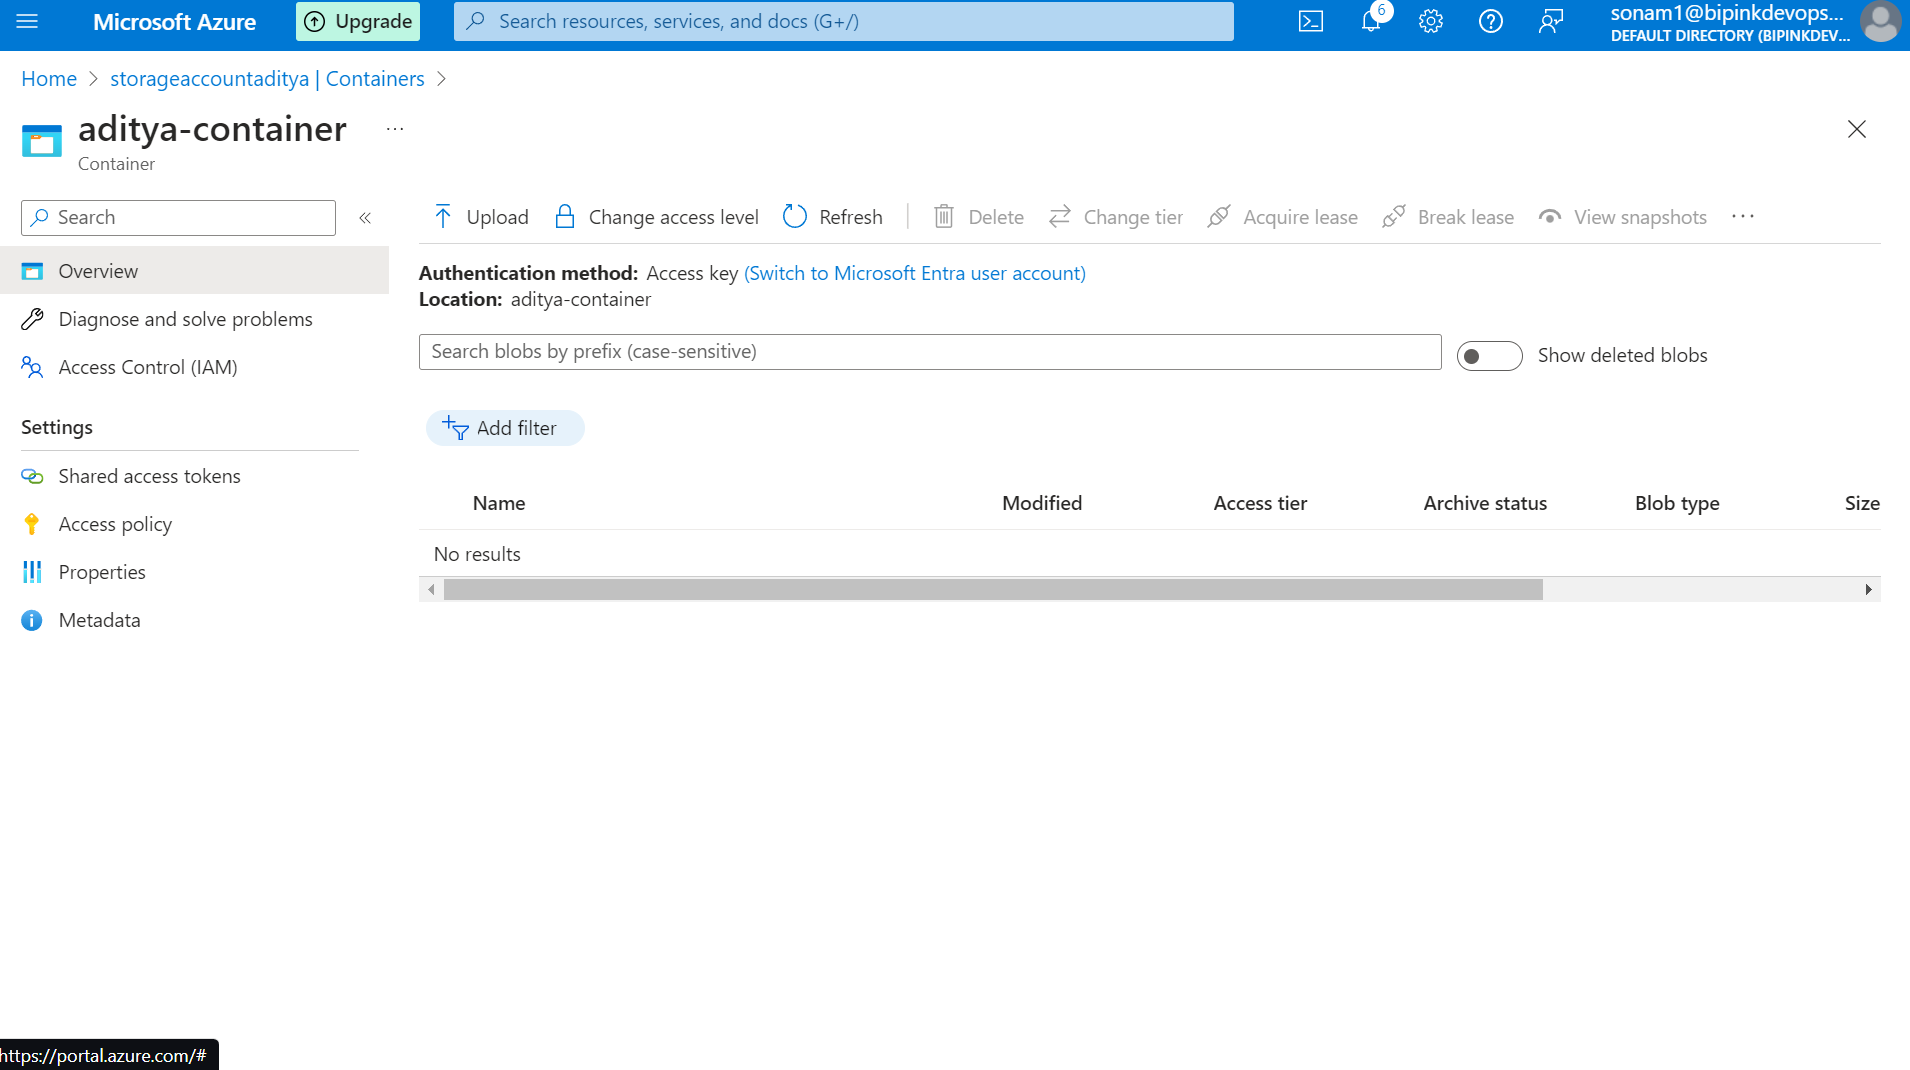 Microsoft Azure
Upgrade
Search resources, services, and docs (G+/)
6
sonam1@bipinkdevops...
DEFAULT DIRECTORY (BIPINKDEV...
Home > storageaccountaditya | Containers >
aditya-container ...
Container
Search
«
Upload
Change access level
Refresh
Delete
Change tier
Acquire lease
Break lease
View snapshots
...
Overview
Diagnose and solve problems
Access Control (IAM)
Settings
Shared access tokens
Access policy
Properties
Metadata
Authentication method: Access key (Switch to Microsoft Entra user account)
Location: aditya-container
Search blobs by prefix (case-sensitive)
Show deleted blobs
Add filter
Name Modified Access tier Archive status Blob type Size
No results
https://portal.azure.com/#